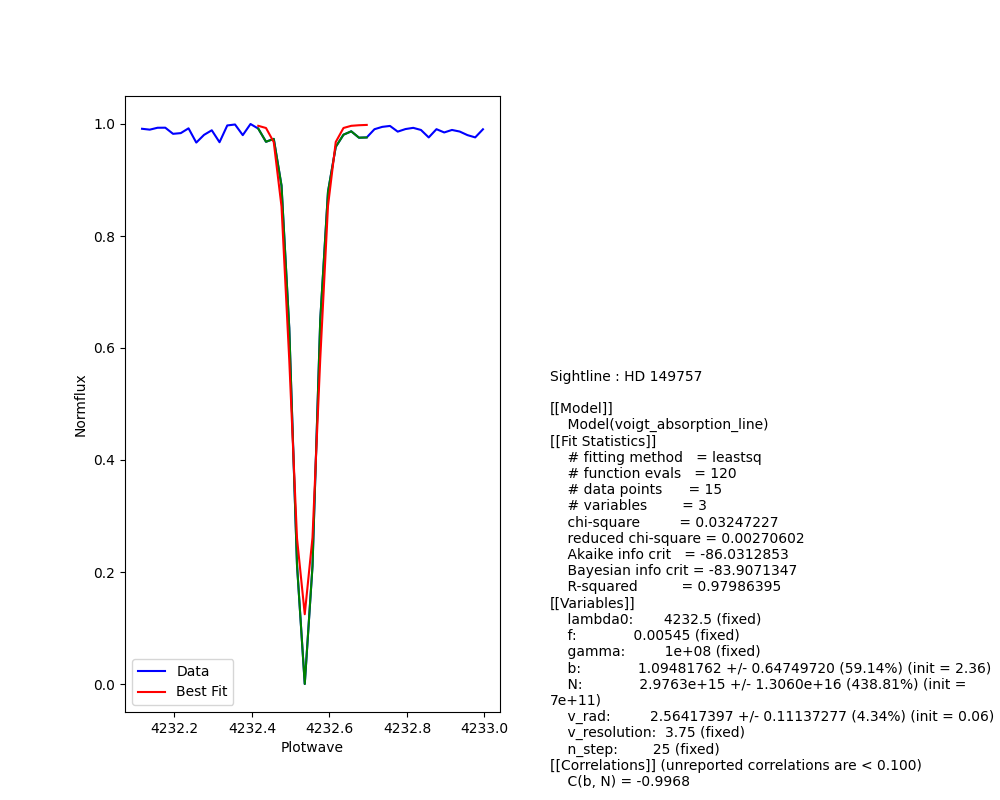 1.0
0.8
0.6
0.4
0.2
0.0
Normflux
Data
Best Fit
4232.2 4232.4 4232.6 4232.8 4233.0
Plotwave
Sightline : HD 149757
[[Model]]
Model(voigt_absorption_line)
[[Fit Statistics]]
# fitting method = leastsq
# function evals = 120
# data points = 15
# variables = 3
chi-square = 0.03247227
reduced chi-square = 0.00270602
Akaike info crit = -86.0312853
Bayesian info crit = -83.9071347
R-squared = 0.97986395
[[Variables]]
lambda0: 4232.5 (fixed)
f: 0.00545 (fixed)
gamma: 1e+08 (fixed)
b: 1.09481762 +/- 0.64749720 (59.14%) (init = 2.36)
N: 2.9763e+15 +/- 1.3060e+16 (438.81%) (init =
7e+11)
v_rad: 2.56417397 +/- 0.11137277 (4.34%) (init = 0.06)
v_resolution: 3.75 (fixed)
n_step: 25 (fixed)
[[Correlations]] (unreported correlations are < 0.100)
C(b, N) = -0.9968